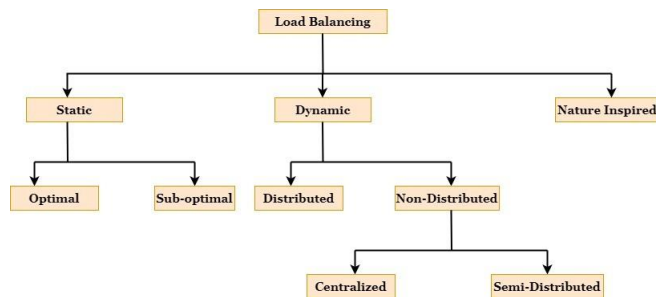 Load Balancing
Static
Dynamic
Nature Inspired
Optimal
Sub-optimal
Distributed
Non-Distributed
Centralized
Semi-Distributed